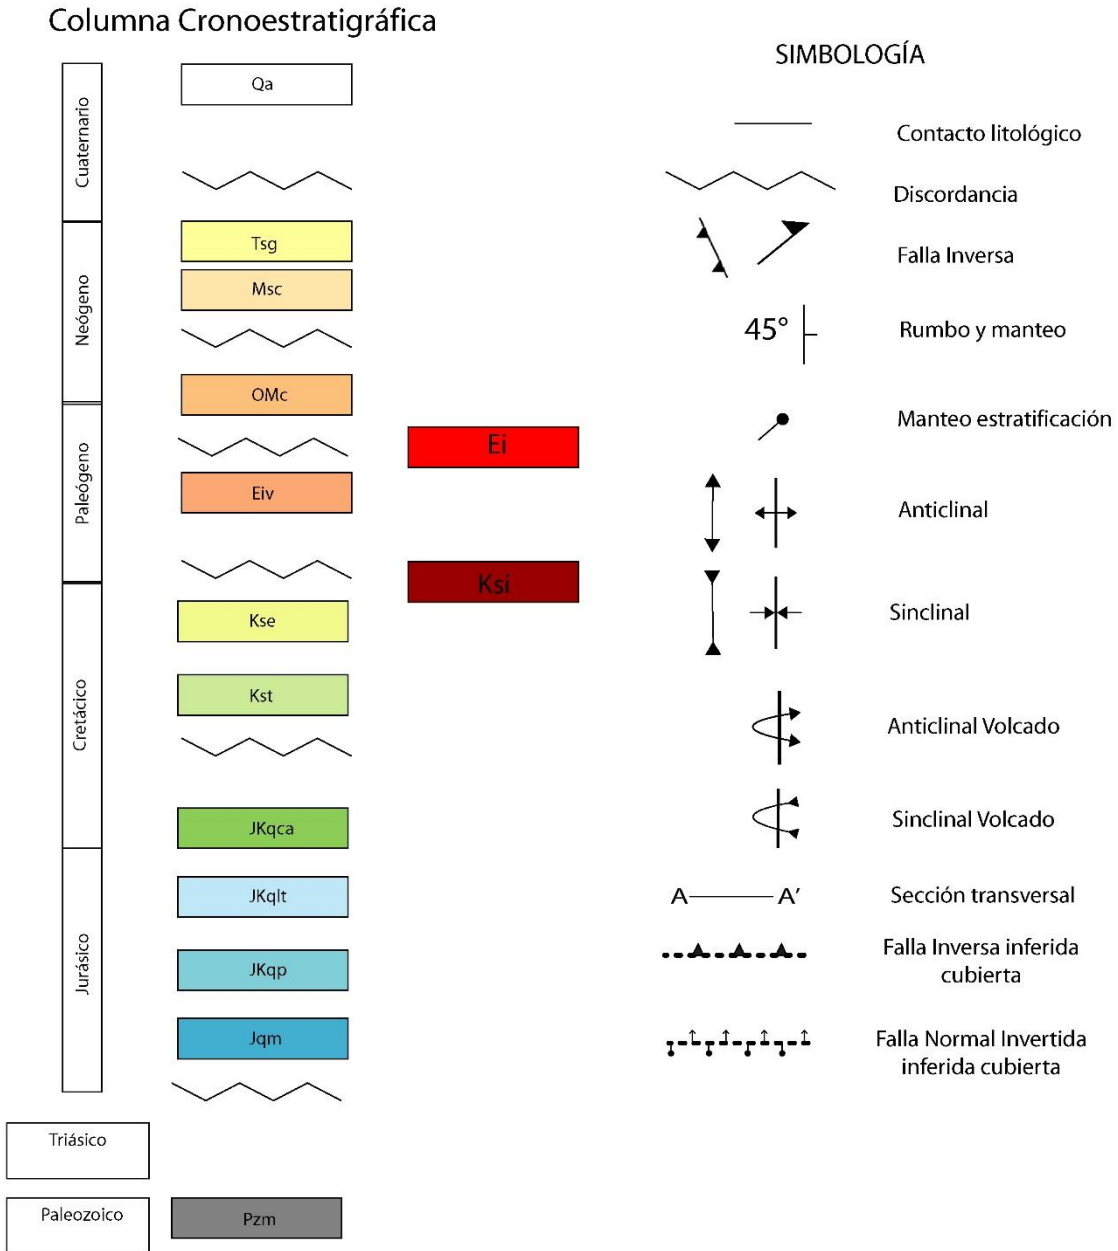 Columna Cronoestratigráfica
Cuaternario
Neógeno
Paleógeno
Cretácico
Jurásico
Triásico
Paleozoico
Qa
Tsg
Msc
OMc
Eiv
Kse
Kst
JKqca
JKqlt
JKqp
Jqm
Pzm
Ei
Ksi
SIMBOLOGÍA
Contacto litológico
Discordancia
Falla Inversa
45°
Rumbo y manteo
Manteo estratificación
Anticlinal
Sinclinal
Anticlinal Volcado
Sinclinal Volcado
A A'
Sección transversal
Falla Inversa inferida
cubierta
Falla Normal Invertida
inferida cubierta